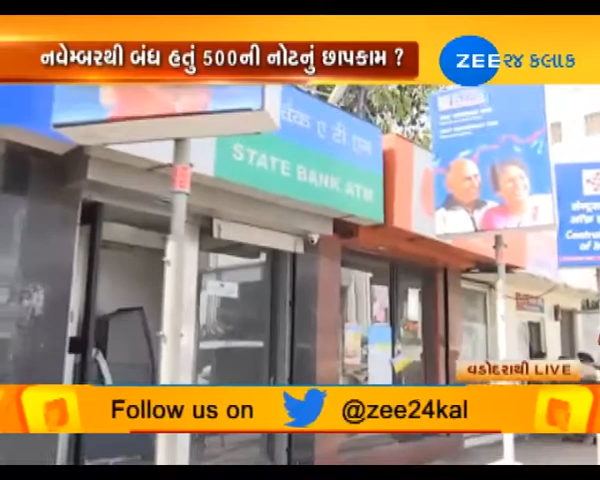 નવેમ્બરથી બંધ હતું 500ની નોટનું છાપકામ ?
ZEE ૨૪ કલાક
STATE BANK ATM
વડોદરાથી LIVE
Follow us on @zee24kal